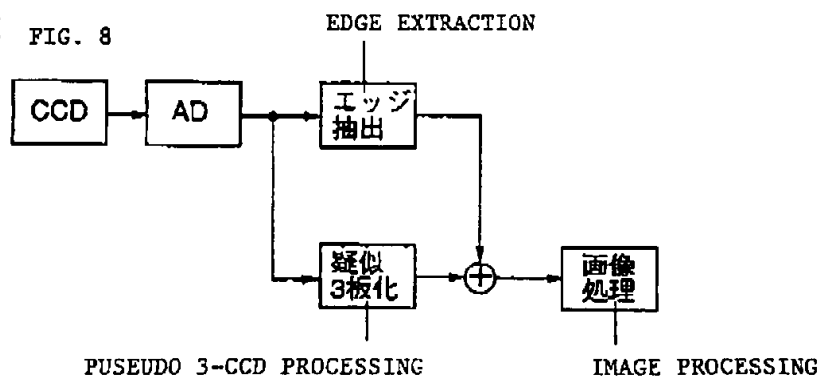 FIG. 8
EDGE EXTRACTION
CCD
AD
エッジ
抽出
疑似
3板化
画像
処理
PUSEUDO 3-CCD PROCESSING
IMAGE PROCESSING